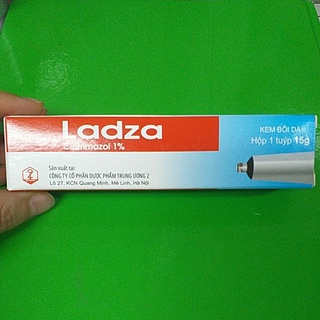 Ladza
Clotrimazol 1%
KEM BÔI DA
Hộp 1 tuýp 15g
Sản xuất tại:
CÔNG TY CỔ PHẦN DƯỢC PHẨM TRUNG ƯƠNG 2
Lô 27, KCN Quang Minh, Mê Linh, Hà Nội